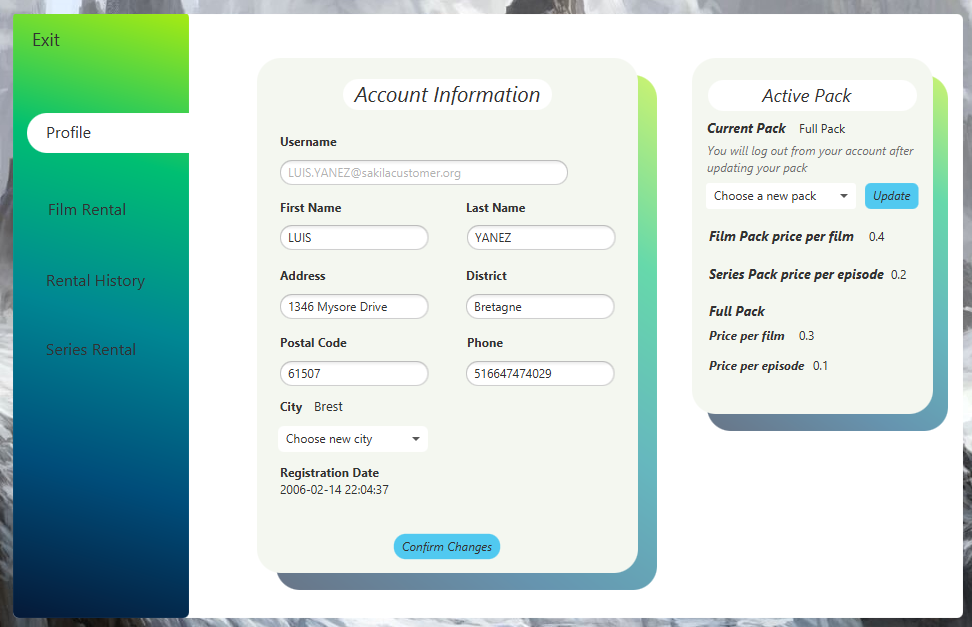 Exit
Profile
Film Rental
Rental History
Series Rental
Account Information
Username
LUIS.YANEZ@sakilacustomer.org
First Name Last Name
LUIS YANEZ
Address District
1346 Mysore Drive Bretagne
Postal Code Phone
61507 516647474029
City Brest
Choose new city
Registration Date
2006-02-14 22:04:37
Confirm Changes
Active Pack
Current Pack Full Pack
You will log out from your account after
updating your pack
Choose a new pack Update
Film Pack price per film 0.4
Series Pack price per episode 0.2
Full Pack
Price per film 0.3
Price per episode 0.1